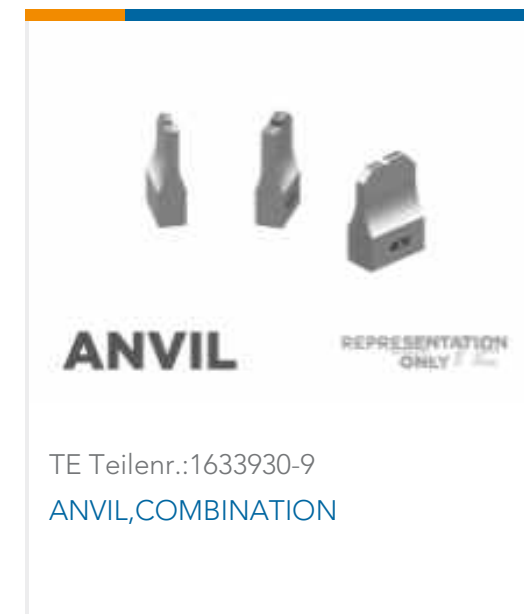 ANVIL
REPRESENTATION
ONLY
TE Teilenr.:1633930-9
ANVIL,COMBINATION